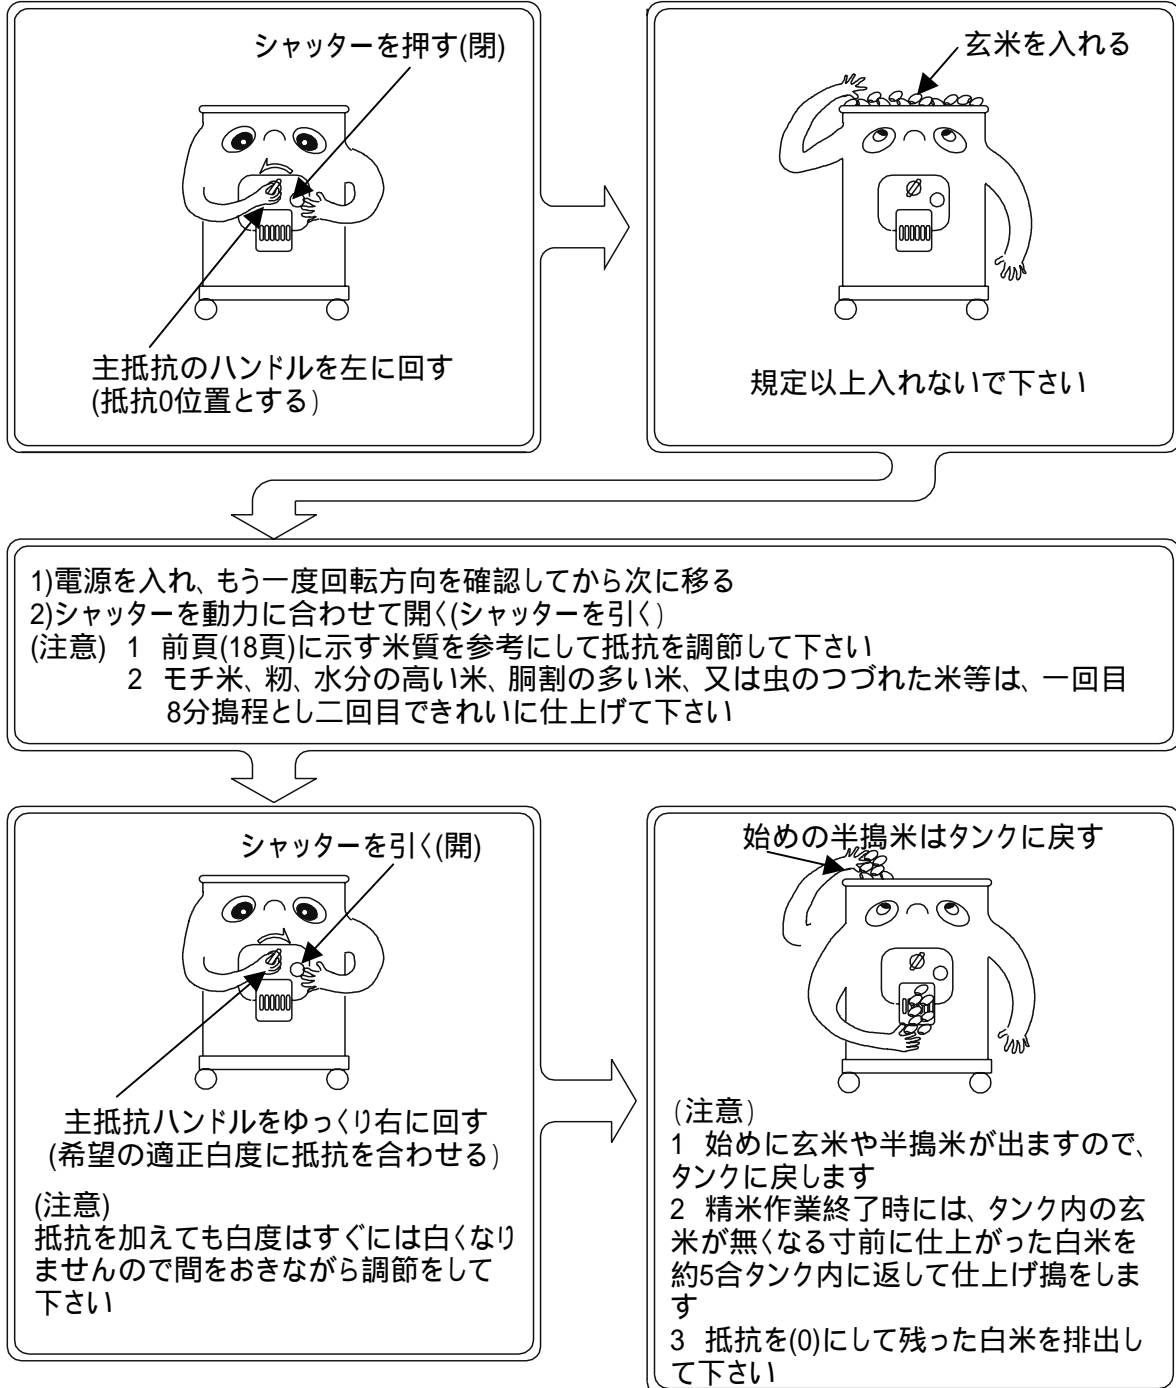 シャッターを押す(閉)
主抵抗のハンドルを左に回す
(抵抗0位置とする)
玄米を入れる
規定以上入れないで下さい
1)電源を入れ、もう一度回転方向を確認してから次に移る
2)シャッターを動力に合わせて開く(シャッターを引く)
(注意) 1 前頁(18頁)に示す米質を参考にして抵抗を調節して下さい
2 モチ米、籾、水分の高い米、胴割の多い米、又は虫のつづれた米等は、一回目
8分搗程とし二回目できれいに仕上げて下さい
シャッターを引く(開)
主抵抗ハンドルをゆっくり右に回す
(希望の適正白度に抵抗を合わせる)
(注意)
抵抗を加えても白度はすぐには白くなり
ませんので間をおきながら調節をして
下さい
始めの半搗米はタンクに戻す
(注意)
1 始めに玄米や半搗米が出ますので、
タンクに戻します
2 精米作業終了時には、タンク内の玄
米が無くなる寸前に仕上がった白米を
約5合タンク内に返して仕上げ搗をしま
す
3 抵抗を(0)にして残った白米を排出し
て下さい